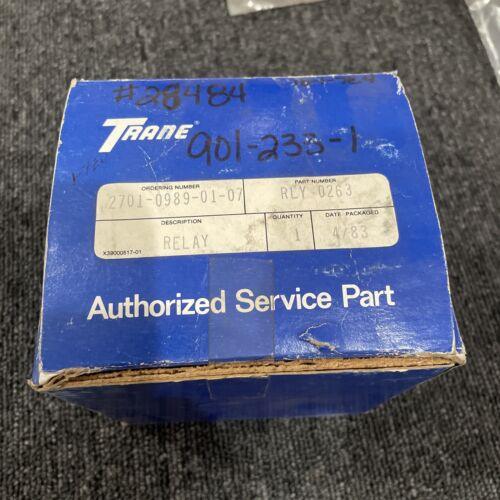 #28484
TRANE®
901-233-1
ORDERING NUMBER PART NUMBER
2701-0989-01-07 RLY-0263
DESCRIPTION QUANTITY DATE PACKAGED
RELAY 1 4/83
X39000617-01
Authorized Service Part